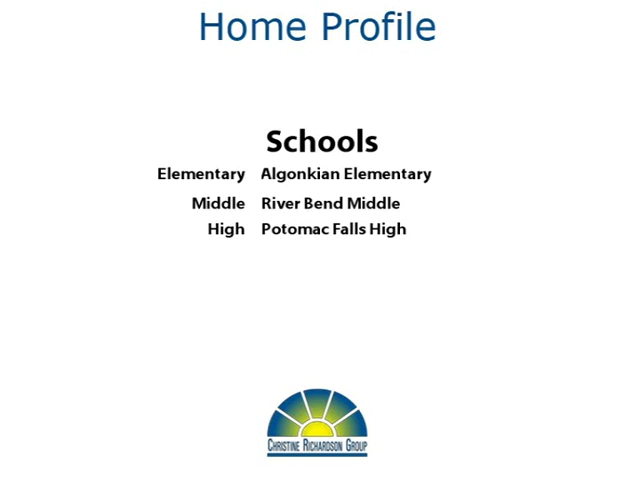 Home Profile
Schools
Elementary Algonkian Elementary
Middle River Bend Middle
High Potomac Falls High
Christine Richardson Group